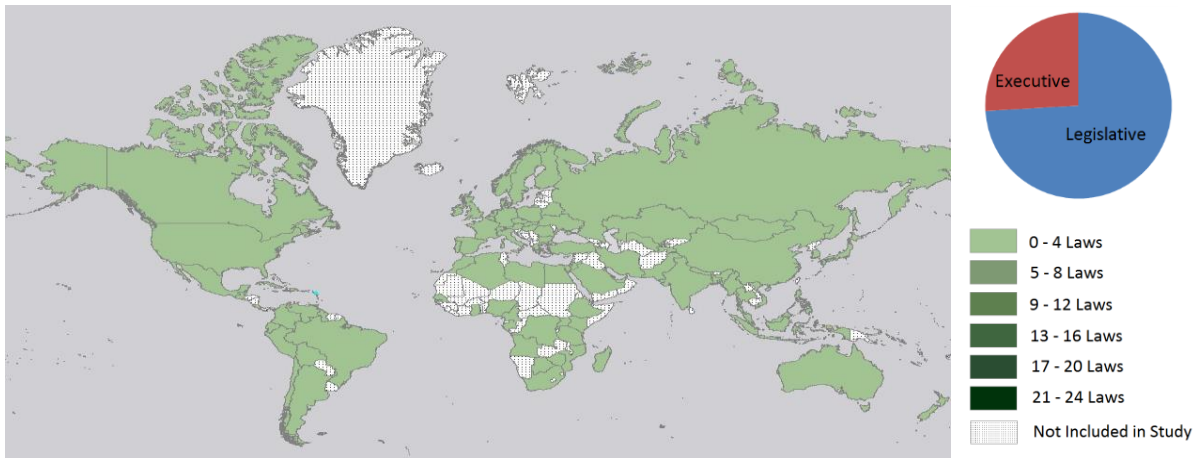 Executive
Legislative
0 - 4 Laws
5 - 8 Laws
9 - 12 Laws
13 - 16 Laws
17 - 20 Laws
21 - 24 Laws
Not Included in Study